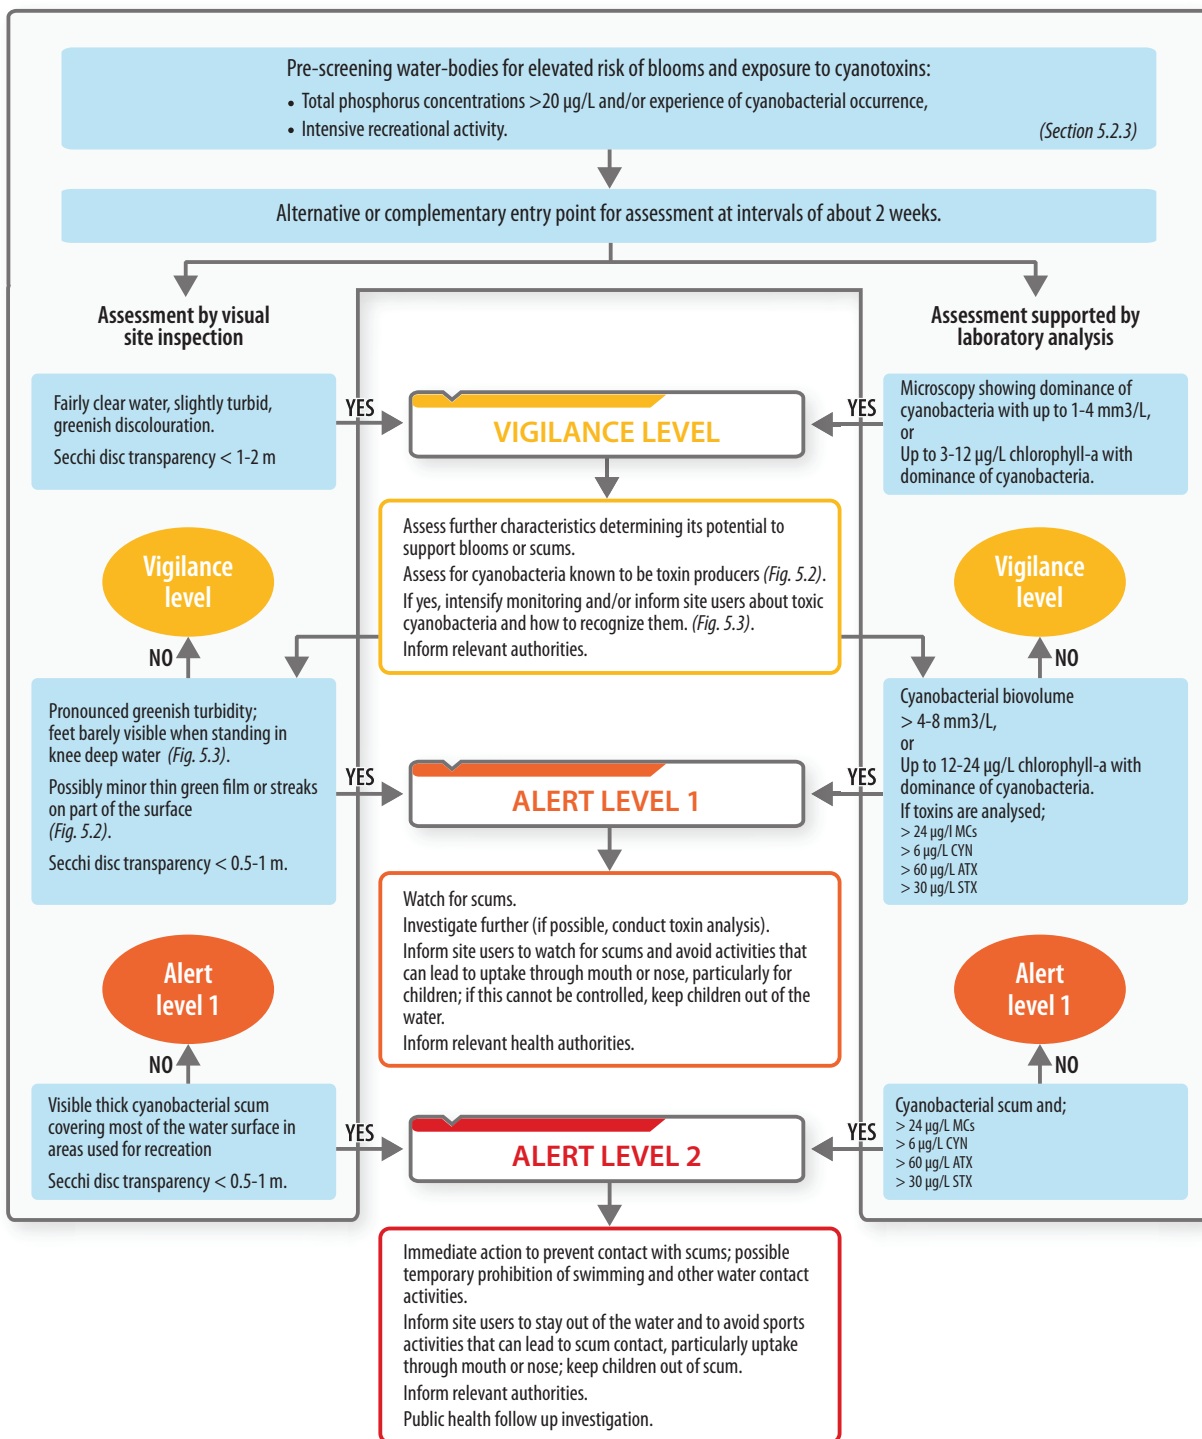 Pre-screening water-bodies for elevated risk of blooms and exposure to cyanotoxins:
• Total phosphorus concentrations >20 µg/L and/or experience of cyanobacterial occurrence,
• Intensive recreational activity.
(Section 5.2.3)
Alternative or complementary entry point for assessment at intervals of about 2 weeks.
Assessment by visual
site inspection
Assessment supported by
laboratory analysis
Fairly clear water, slightly turbid,
greenish discolouration.
Secchi disc transparency < 1-2 m
YES
VIGILANCE LEVEL
YES
Microscopy showing dominance of
cyanobacteria with up to 1-4 mm3/L,
or
Up to 3-12 µg/L chlorophyll-a with
dominance of cyanobacteria.
Assess further characteristics determining its potential to
support blooms or scums.
Assess for cyanobacteria known to be toxin producers (Fig. 5.2).
If yes, intensify monitoring and/or inform site users about toxic
cyanobacteria and how to recognize them. (Fig. 5.3).
Inform relevant authorities.
Vigilance
level
NO
Vigilance
level
NO
Pronounced greenish turbidity;
feet barely visible when standing in
knee deep water (Fig. 5.3).
Possibly minor thin green film or streaks
on part of the surface
(Fig. 5.2).
Secchi disc transparency < 0.5-1 m.
YES
ALERT LEVEL 1
YES
Cyanobacterial biovolume
> 4-8 mm3/L,
or
Up to 12-24 µg/L chlorophyll-a with
dominance of cyanobacteria.
If toxins are analysed;
> 24 µg/l MCs
> 6 µg/L CYN
> 60 µg/L ATX
> 30 µg/L STX
Watch for scums.
Investigate further (if possible, conduct toxin analysis).
Inform site users to watch for scums and avoid activities that
can lead to uptake through mouth or nose, particularly for
children; if this cannot be controlled, keep children out of the
water.
Inform relevant health authorities.
Alert
level 1
NO
Alert
level 1
NO
Visible thick cyanobacterial scum
covering most of the water surface in
areas used for recreation
Secchi disc transparency < 0.5-1 m.
YES
ALERT LEVEL 2
YES
Cyanobacterial scum and;
> 24 µg/L MCs
> 6 µg/L CYN
> 60 µg/L ATX
> 30 µg/L STX
Immediate action to prevent contact with scums; possible
temporary prohibition of swimming and other water contact
activities.
Inform site users to stay out of the water and to avoid sports
activities that can lead to scum contact, particularly uptake
through mouth or nose; keep children out of scum.
Inform relevant authorities.
Public health follow up investigation.